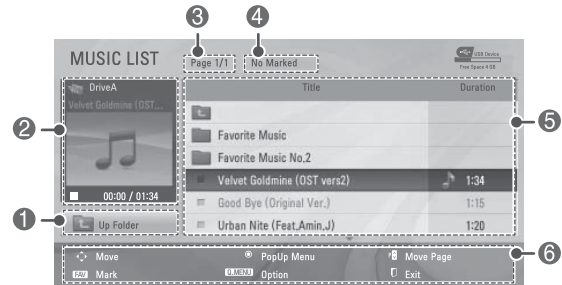 3 4
MUSIC LIST Page 1/1 No Marked USB Device
Free Space 4 GB
DriveA Title Duration
Velvet Goldmine (OST...
Favorite Music 5
2 Favorite Music No.2
Velvet Goldmine (OST vers2) 1:34
00:00 / 01:34 Good Bye (Original Ver.) 1:15
1 Up Folder Urban Nite (Feat.Amin.J) 1:20
Move PopUp Menu Move Page 6
FAV Mark Q.MENU Option Exit